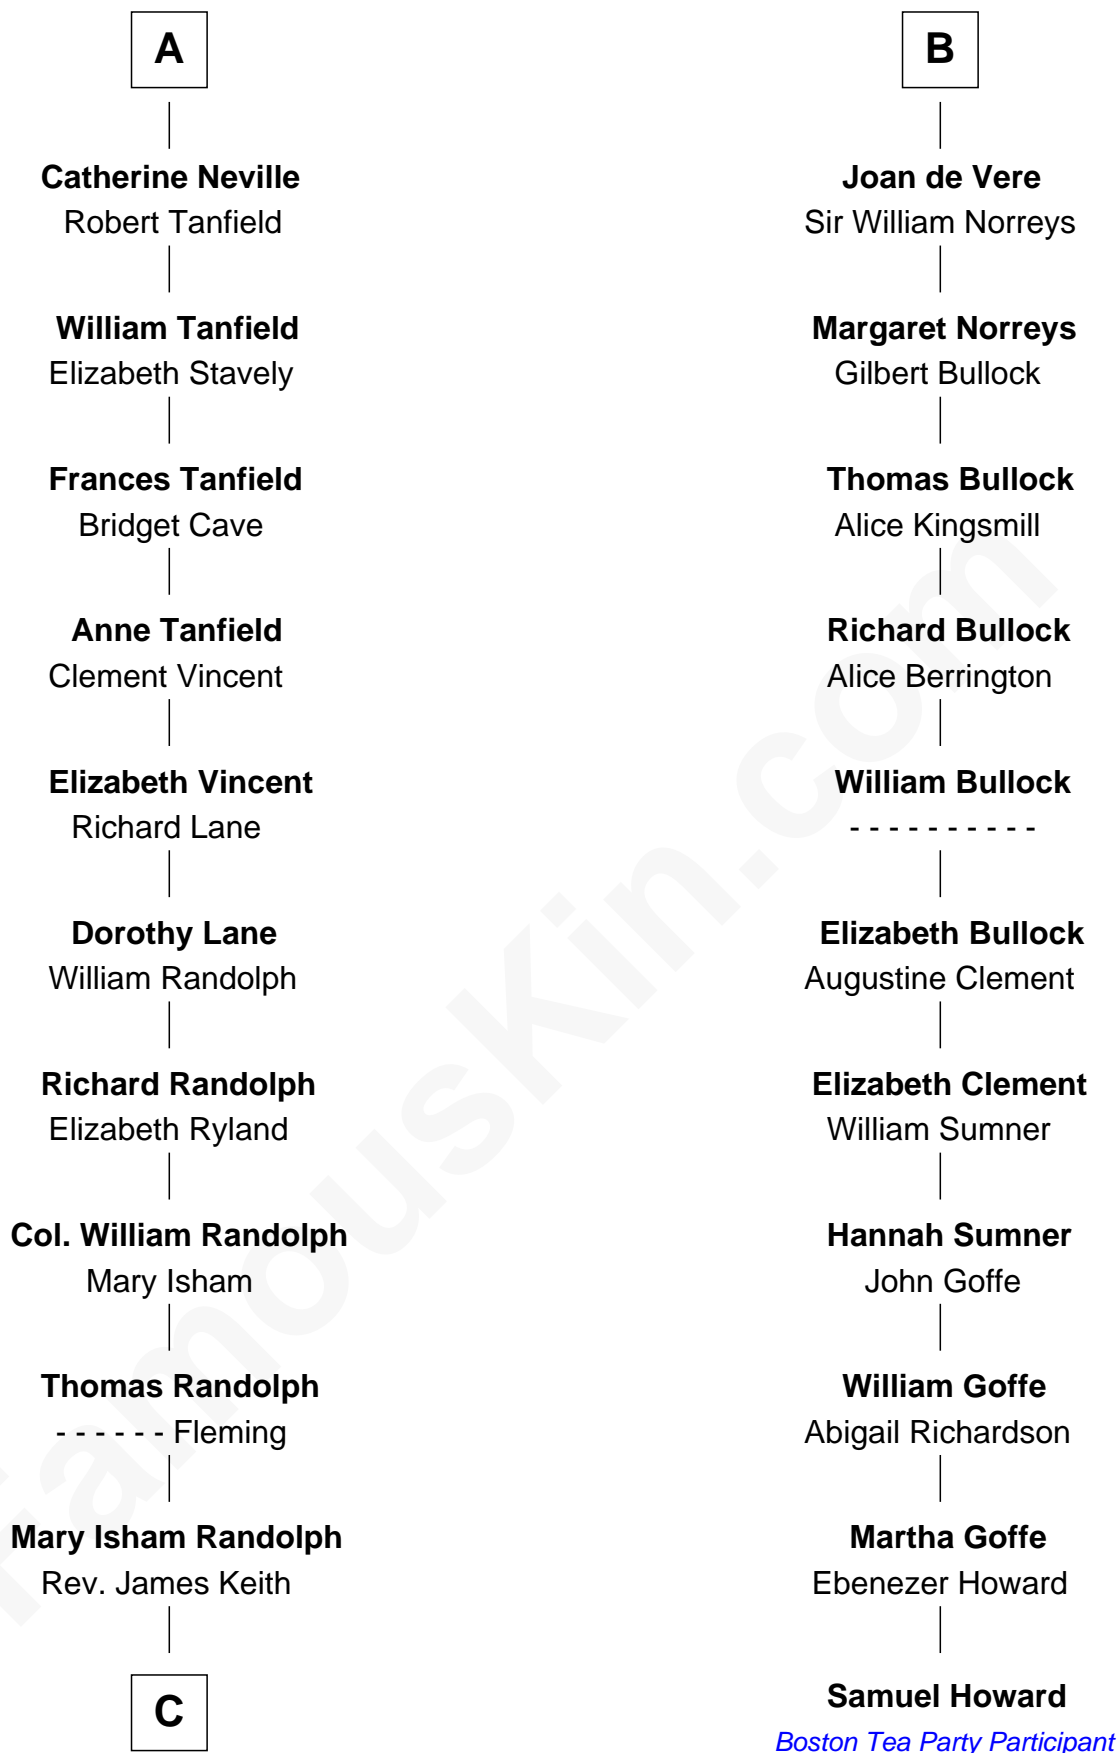 A
Catherine Neville
Robert Tanfield
William Tanfield
Elizabeth Stavely
Frances Tanfield
Bridget Cave
Anne Tanfield
Clement Vincent
Elizabeth Vincent
Richard Lane
Dorothy Lane
William Randolph
Richard Randolph
Elizabeth Ryland
Col. William Randolph
Mary Isham
Thomas Randolph
- - - - - - Fleming
Mary Isham Randolph
Rev. James Keith
C
B
Joan de Vere
Sir William Norreys
Margaret Norreys
Gilbert Bullock
Thomas Bullock
Alice Kingsmill
Richard Bullock
Alice Berrington
William Bullock
- - - - - - - - - -
Elizabeth Bullock
Augustine Clement
Elizabeth Clement
William Sumner
Hannah Sumner
John Goffe
William Goffe
Abigail Richardson
Martha Goffe
Ebenezer Howard
Samuel Howard
Boston Tea Party Participant
FamousKin.com